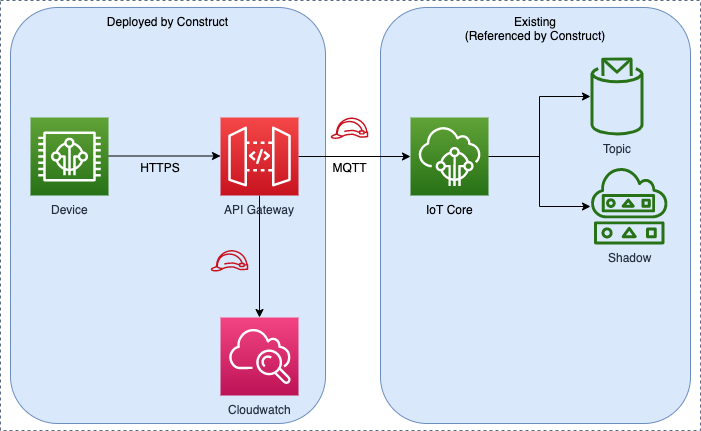 Deployed by Construct
Existing
(Referenced by Construct)
Device
HTTPS
API Gateway
MQTT
IoT Core
Topic
Shadow
Cloudwatch